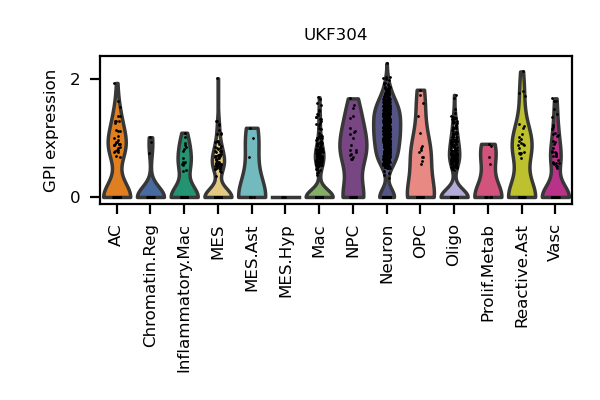 UKF304
GPI expression
2
0
AC
Chromatin.Reg
Inflammatory.Mac
MES
MES.Ast
MES.Hyp
Mac
NPC
Neuron
OPC
Oligo
Prolif.Metab
Reactive.Ast
Vasc